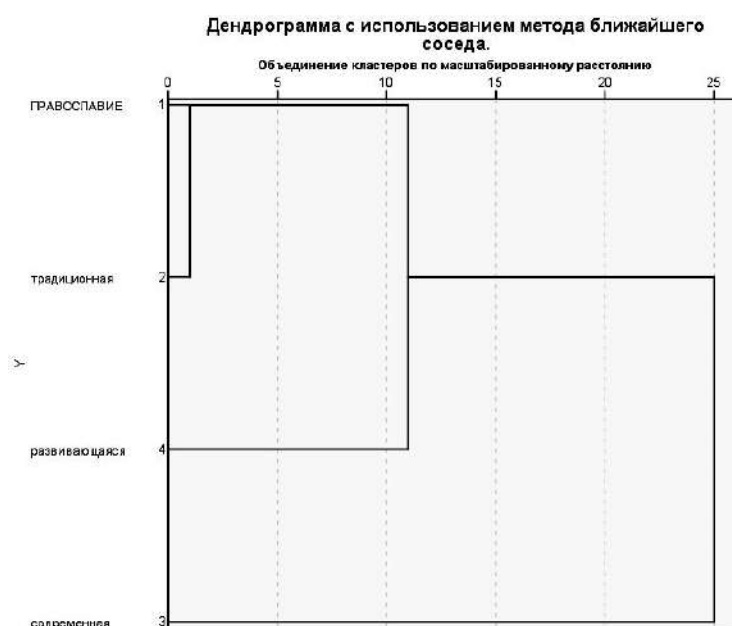 Дендрограмма с использованием метода ближайшего
соседа.
Объединение кластеров по масштабированному расстоянию
0 5 10 15 20 25
ПРАВОСЛАВИЕ 1
традиционная 2
Y
развивающаяся 4
современная 3